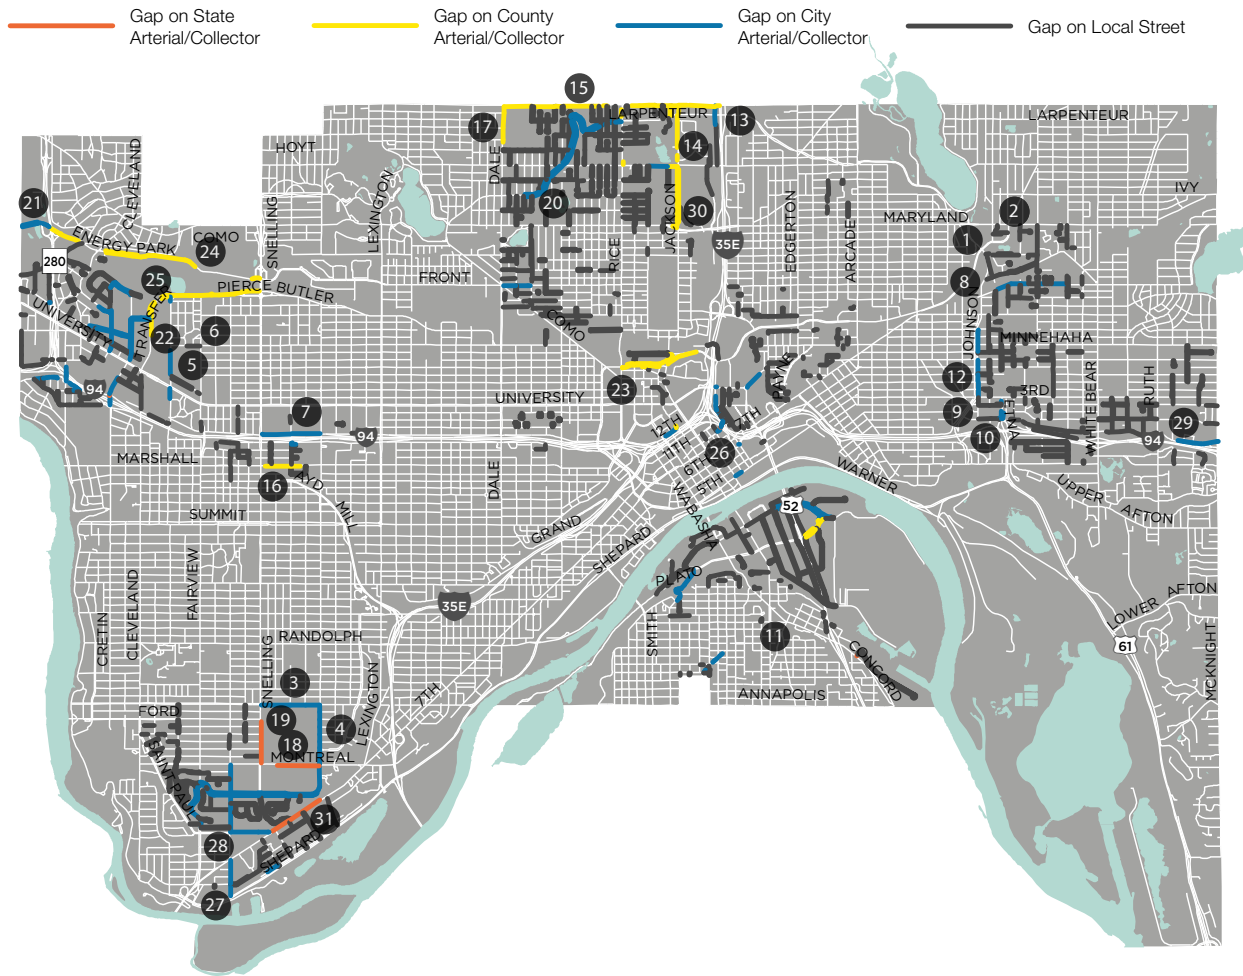 Gap on State
Arterial/Collector
Gap on County
Arterial/Collector
Gap on City
Arterial/Collector
Gap on Local Street
15
17
13
LARPENTEUR
LARPENTEUR
HOYT
CLEVELAND
DALE
14
LEXINGTON
IVY
21
20
30
JACKSON
EDGERTON
MARYLAND
2
ENERGY PARK
COMO
24
SNELLING
RICE
35E
ARCADE
1
280
25
FRONT
8
PIERCE BUTLER
UNIVERSITY
TRANSFER
22
6
COMO
JOHNSON
MINNEHAHA
5
23
PAYNE
12
94
UNIVERSITY
3RD
WHITE BEAR
RUTH
7
94
12TH
7TH
9
ETNA
29
11TH
26
10
94
MARSHALL
6TH
16
AYD
MILL
DALE
5TH
WARNER
UPPER
AFTON
SUMMIT
GRAND
WABASHA
52
SHEPARD
FAIRVIEW
PLATO
CRETIN
CLEVELAND
35E
LOWER AFTON
RANDOLPH
SMITH
11
61
MCKNIGHT
SNELLING
3
LEXINGTON
7TH
CONCORD
ANNAPOLIS
FORD
19
4
18
MONTREAL
SAINT PAUL
31
28
SHEPARD
27